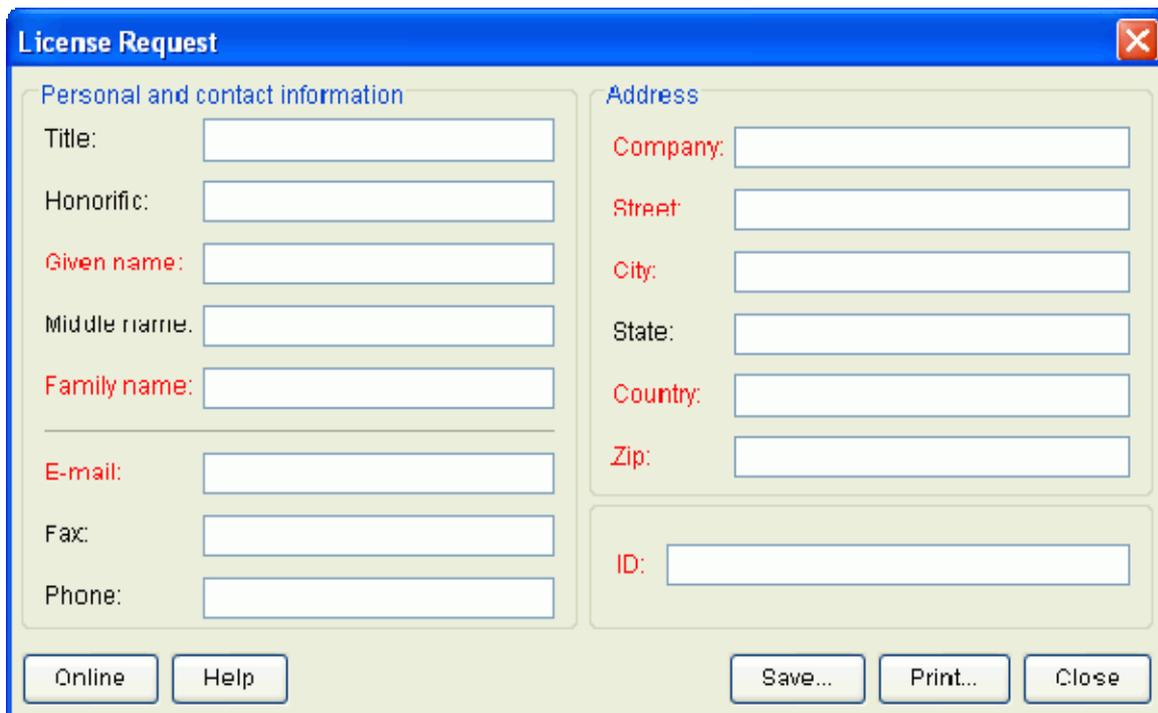 License Request
Personal and contact information
Title:
Honorific:
Given name:
Middle name:
Family name:
E-mail:
Fax:
Phone:
Address
Company:
Street:
City:
State:
Country:
Zip:
ID:
Online Help Save... Print... Close